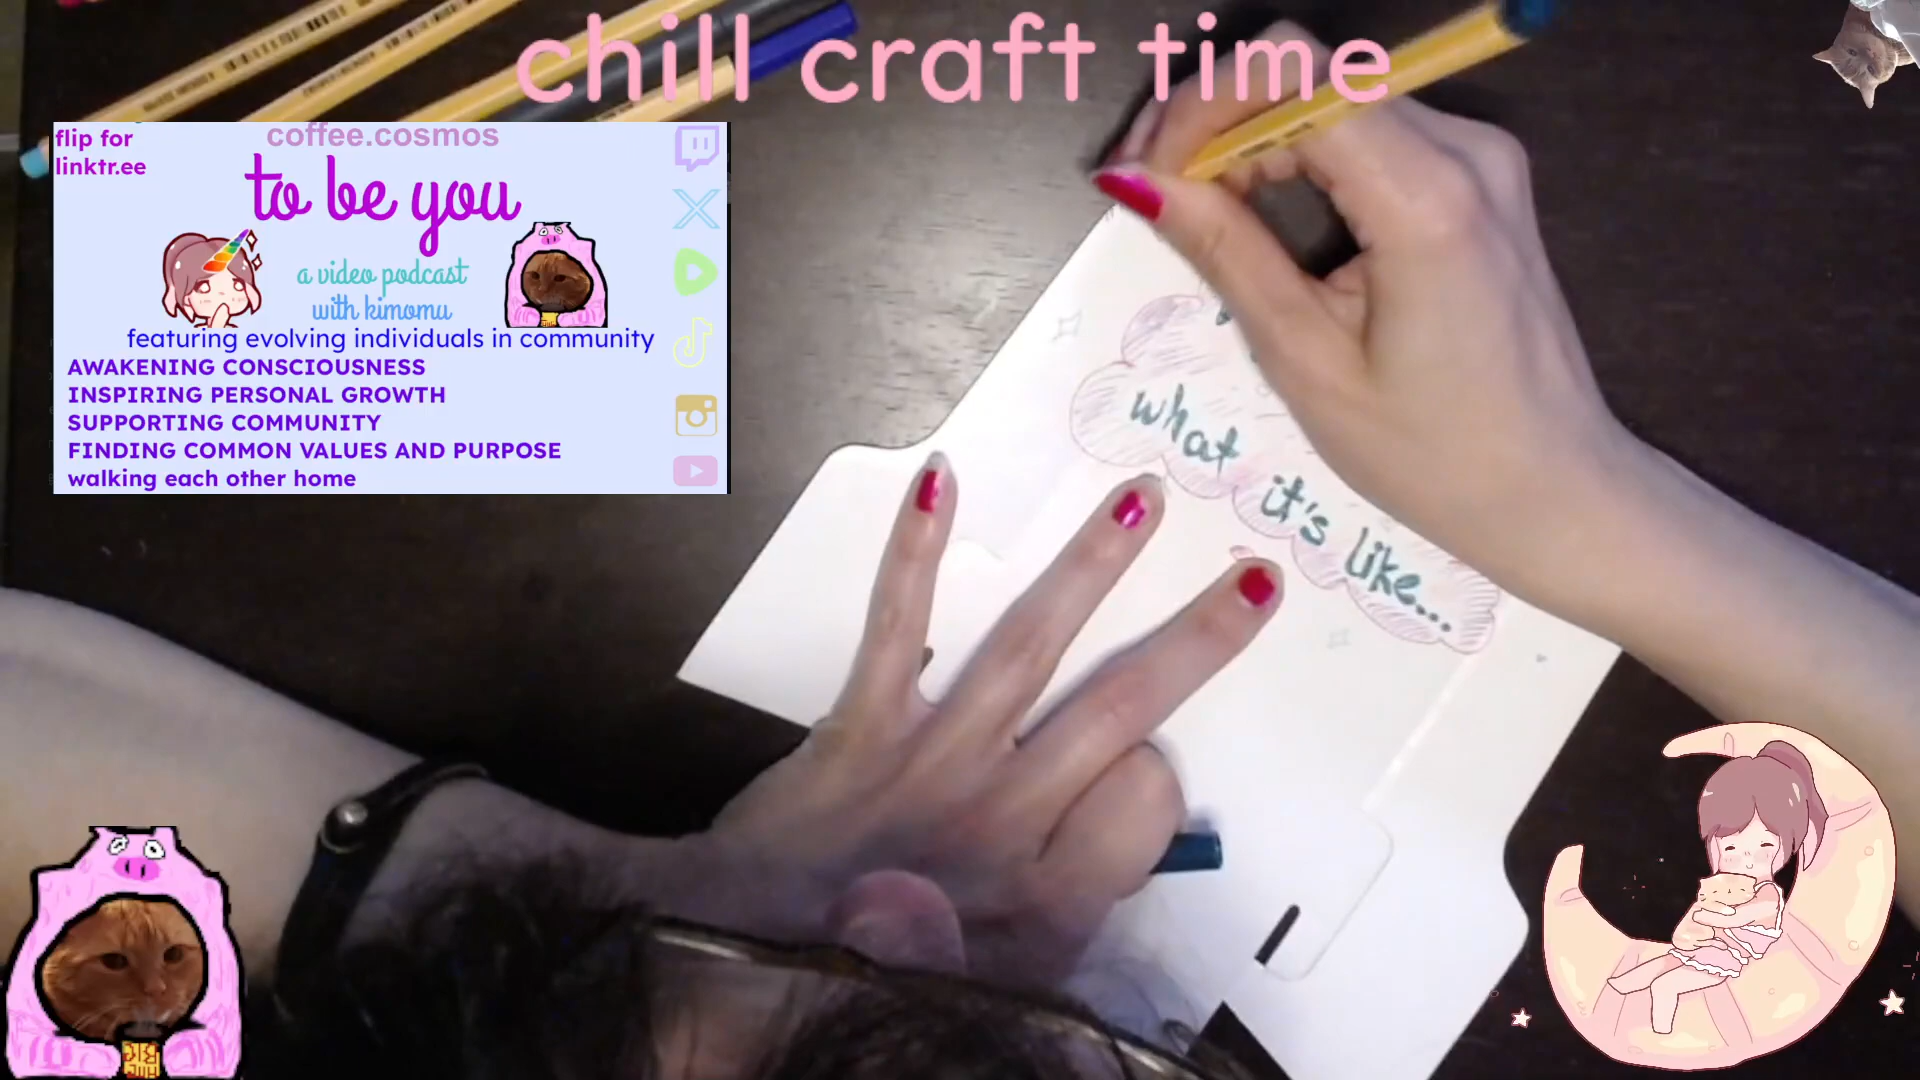 chill craft time
flip for
linktr.ee
coffee.cosmos
to be you
a video podcast
with kimomu
featuring evolving individuals in community
AWAKENING CONSCIOUSNESS
INSPIRING PERSONAL GROWTH
SUPPORTING COMMUNITY
FINDING COMMON VALUES AND PURPOSE
walking each other home
what it's like...